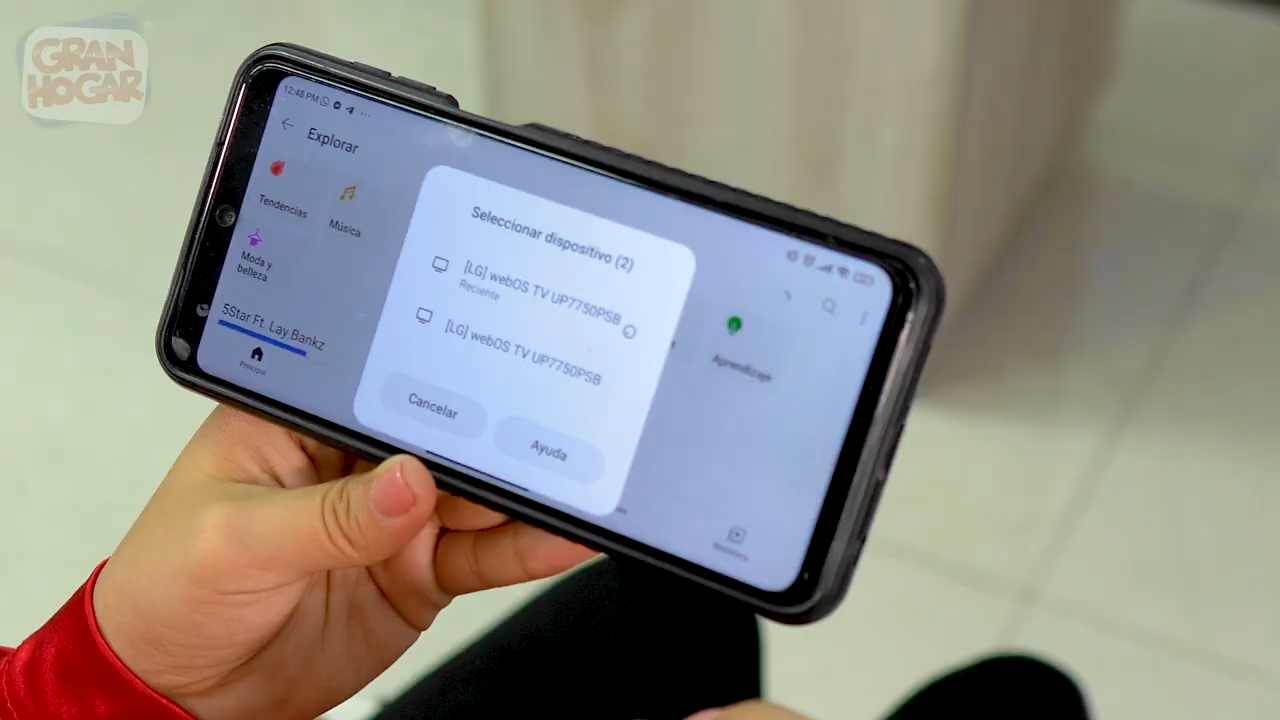 GRAN
HOGAR
12:48 PM
Explorar
Tendencias
Música
Moda y
belleza
5Star Ft. Lay Bankz
Principal
Seleccionar dispositivo (2)
[LG] webOS TV UP7750PSB
Reciente
[LG] webOS TV UP7750PSB
Cancelar
Ayuda
Aprendizaje